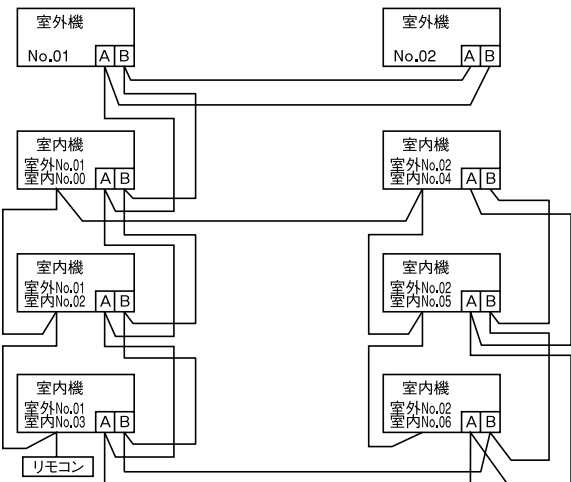 室外機
No.01 A B
室外機
No.02 A B
室内機
室外No.01
室内No.00 A B
室内機
室外No.02
室内No.04 A B
室内機
室外No.01
室内No.02 A B
室内機
室外No.02
室内No.05 A B
室内機
室外No.01
室内No.03 A B
室内機
室外No.02
室内No.06 A B
リモコン